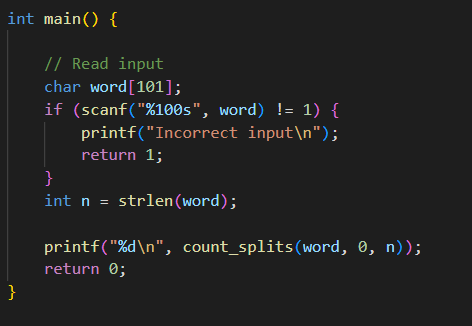 int main() {
// Read input
char word[101];
if (scanf("%100s", word) != 1) {
printf("Incorrect input\n");
return 1;
}
int n = strlen(word);
printf("%d\n", count_splits(word, 0, n));
return 0;
}